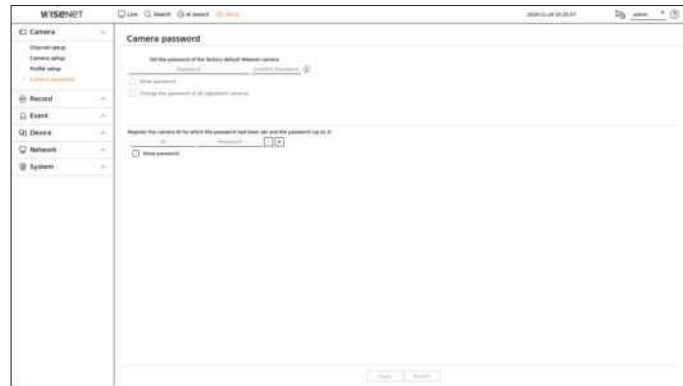 WISENET
Live Search AI search Setup
admin
Camera
Channel setup
Camera setup
Profile setup
Camera password
Record
Event
Device
Network
System
Camera password
Set the password of the factory default Wisenet camera.
Password Confirm Password
Show password
Change the password of all registered cameras
Register the camera ID for which the password had been set and the password (up to 3)
ID Password - +
Show password
Apply Revert